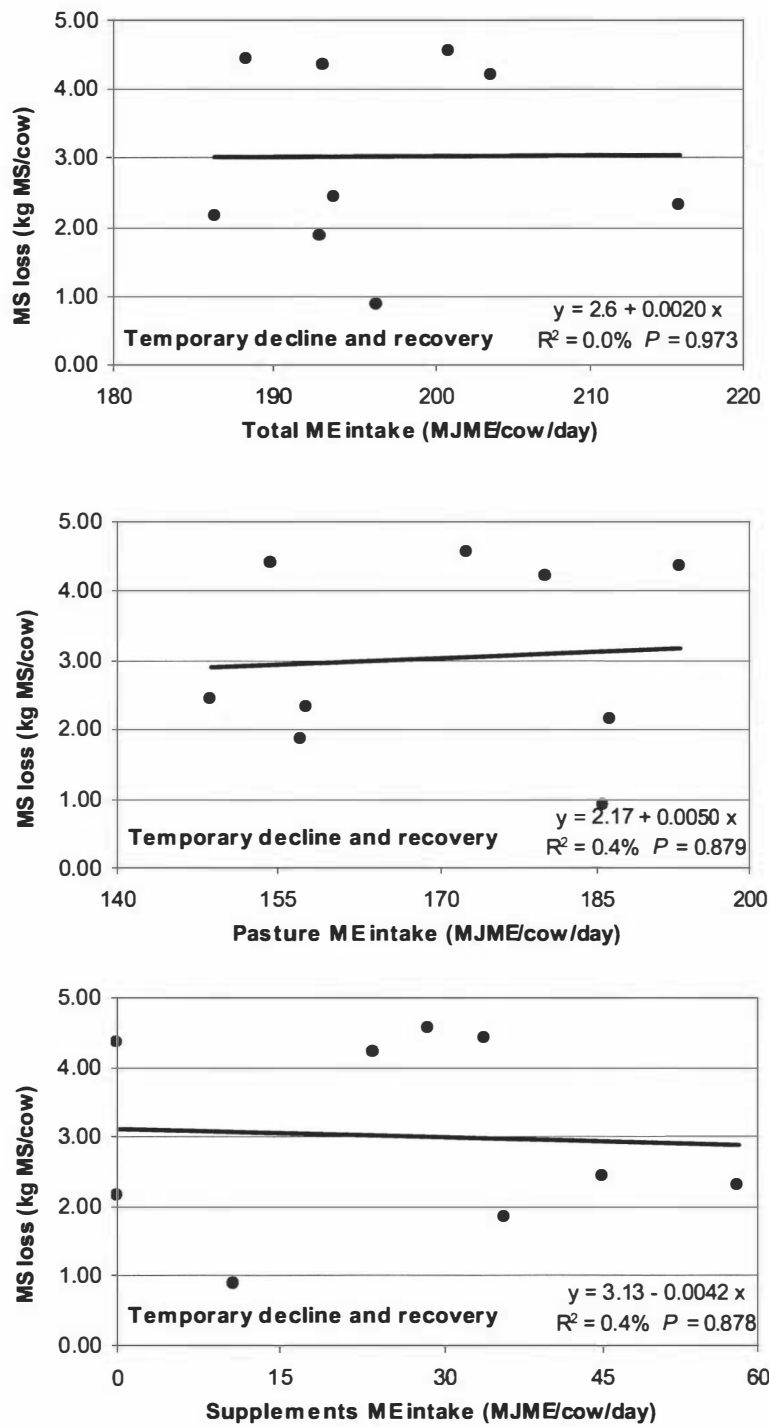 5.00
4.00
3.00
2.00
1.00
0.00
MS loss (kg MS/cow)
y = 2.6 + 0.0020 x
Temporary decline and recovery R² = 0.0% P = 0.973
180 190 200 210 220
Total ME intake (MJME/cow/day)
5.00
4.00
3.00
2.00
1.00
0.00
MS loss (kg MS/cow)
y = 2.17 + 0.0050 x
Temporary decline and recovery R² = 0.4% P = 0.879
140 155 170 185 200
Pasture ME intake (MJME/cow/day)
5.00
4.00
3.00
2.00
1.00
0.00
MS loss (kg MS/cow)
y = 3.13 - 0.0042 x
Temporary decline and recovery R² = 0.4% P = 0.878
0 15 30 45 60
Supplements ME intake (MJME/cow/day)